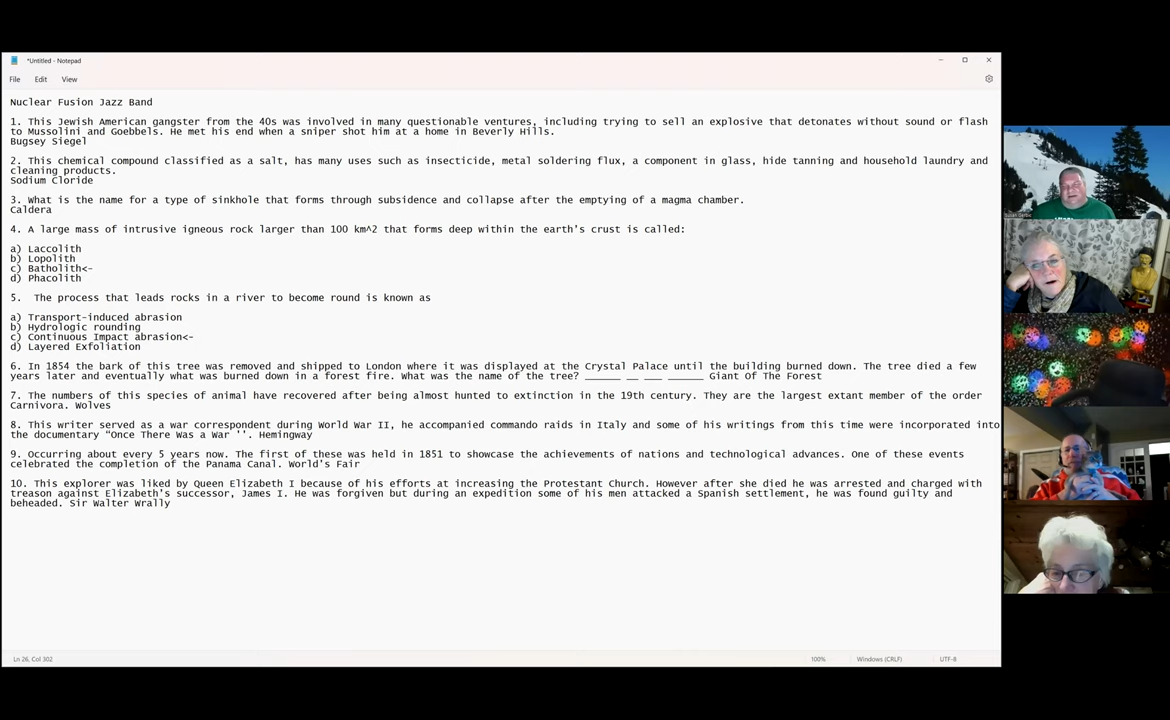 *Untitled - Notepad
File Edit View
Nuclear Fusion Jazz Band
1. This Jewish American gangster from the 40s was involved in many questionable ventures, including trying to sell an explosive that detonates without sound or flash
to Mussolini and Goebbels. He met his end when a sniper shot him at a home in Beverly Hills.
Bugsey Siegel
2. This chemical compound classified as a salt, has many uses such as insecticide, metal soldering flux, a component in glass, hide tanning and household laundry and
cleaning products.
Sodium Cloride
3. What is the name for a type of sinkhole that forms through subsidence and collapse after the emptying of a magma chamber.
Caldera
4. A large mass of intrusive igneous rock larger than 100 km^2 that forms deep within the earth's crust is called:
a) Laccolith
b) Lopolith
c) Batholith<-
d) Phacolith
5.  The process that leads rocks in a river to become round is known as
a) Transport-induced abrasion
b) Hydrologic rounding
c) Continuous Impact abrasion<-
d) Layered Exfoliation
6. In 1854 the bark of this tree was removed and shipped to London where it was displayed at the Crystal Palace until the building burned down. The tree died a few
years later and eventually what was burned down in a forest fire. What was the name of the tree? ______ __ ___ ______ Giant Of The Forest
7. The numbers of this species of animal have recovered after being almost hunted to extinction in the 19th century. They are the largest extant member of the order
Carnivora. Wolves
8. This writer served as a war correspondent during World War II, he accompanied commando raids in Italy and some of his writings from this time were incorporated into
the documentary “Once There Was a War ''. Hemingway
9. Occurring about every 5 years now. The first of these was held in 1851 to showcase the achievements of nations and technological advances. One of these events
celebrated the completion of the Panama Canal. World's Fair
10. This explorer was liked by Queen Elizabeth I because of his efforts at increasing the Protestant Church. However after she died he was arrested and charged with
treason against Elizabeth's successor, James I. He was forgiven but during an expedition some of his men attacked a Spanish settlement, he was found guilty and
beheaded. Sir Walter Wrally
Ln 26, Col 302 100% Windows (CRLF) UTF-8